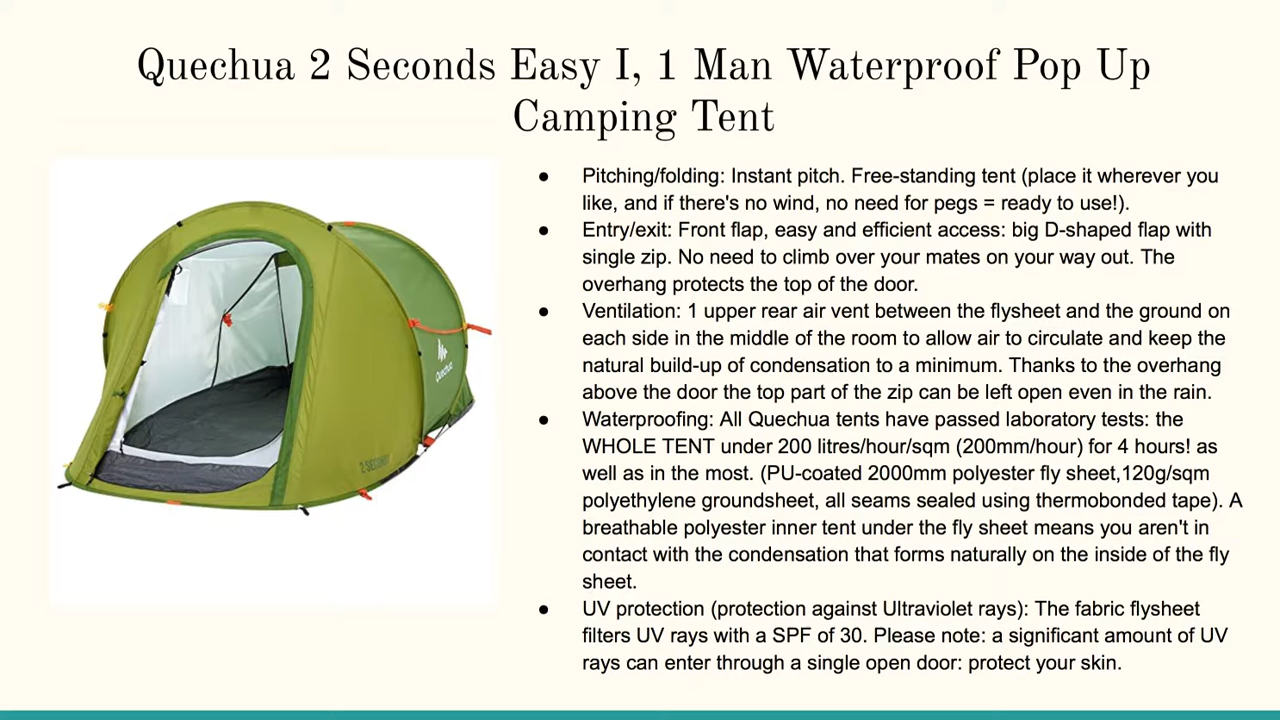 Quechua 2 Seconds Easy I, 1 Man Waterproof Pop Up
Camping Tent
● Pitching/folding: Instant pitch. Free-standing tent (place it wherever you
like, and if there's no wind, no need for pegs = ready to use!).
● Entry/exit: Front flap, easy and efficient access: big D-shaped flap with
single zip. No need to climb over your mates on your way out. The
overhang protects the top of the door.
● Ventilation: 1 upper rear air vent between the flysheet and the ground on
each side in the middle of the room to allow air to circulate and keep the
natural build-up of condensation to a minimum. Thanks to the overhang
above the door the top part of the zip can be left open even in the rain.
● Waterproofing: All Quechua tents have passed laboratory tests: the
WHOLE TENT under 200 litres/hour/sqm (200mm/hour) for 4 hours! as
well as in the most. (PU-coated 2000mm polyester fly sheet,120g/sqm
polyethylene groundsheet, all seams sealed using thermobonded tape). A
breathable polyester inner tent under the fly sheet means you aren't in
contact with the condensation that forms naturally on the inside of the fly
sheet.
● UV protection (protection against Ultraviolet rays): The fabric flysheet
filters UV rays with a SPF of 30. Please note: a significant amount of UV
rays can enter through a single open door: protect your skin.
Quechua
2 SECONDS